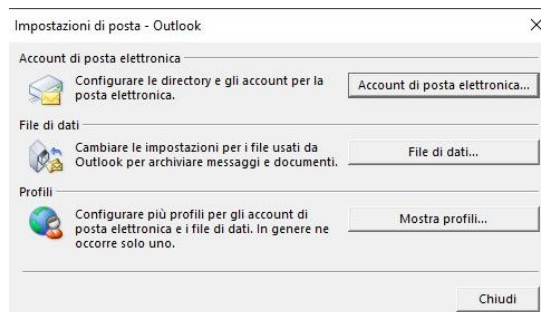 Impostazioni di posta - Outlook
Account di posta elettronica
Configurare le directory e gli account per la
posta elettronica.
Account di posta elettronica...
File di dati
Cambiare le impostazioni per i file usati da
Outlook per archiviare messaggi e documenti.
File di dati...
Profili
Configurare più profili per gli account di
posta elettronica e i file di dati. In genere ne
occorre solo uno.
Mostra profili...
Chiudi